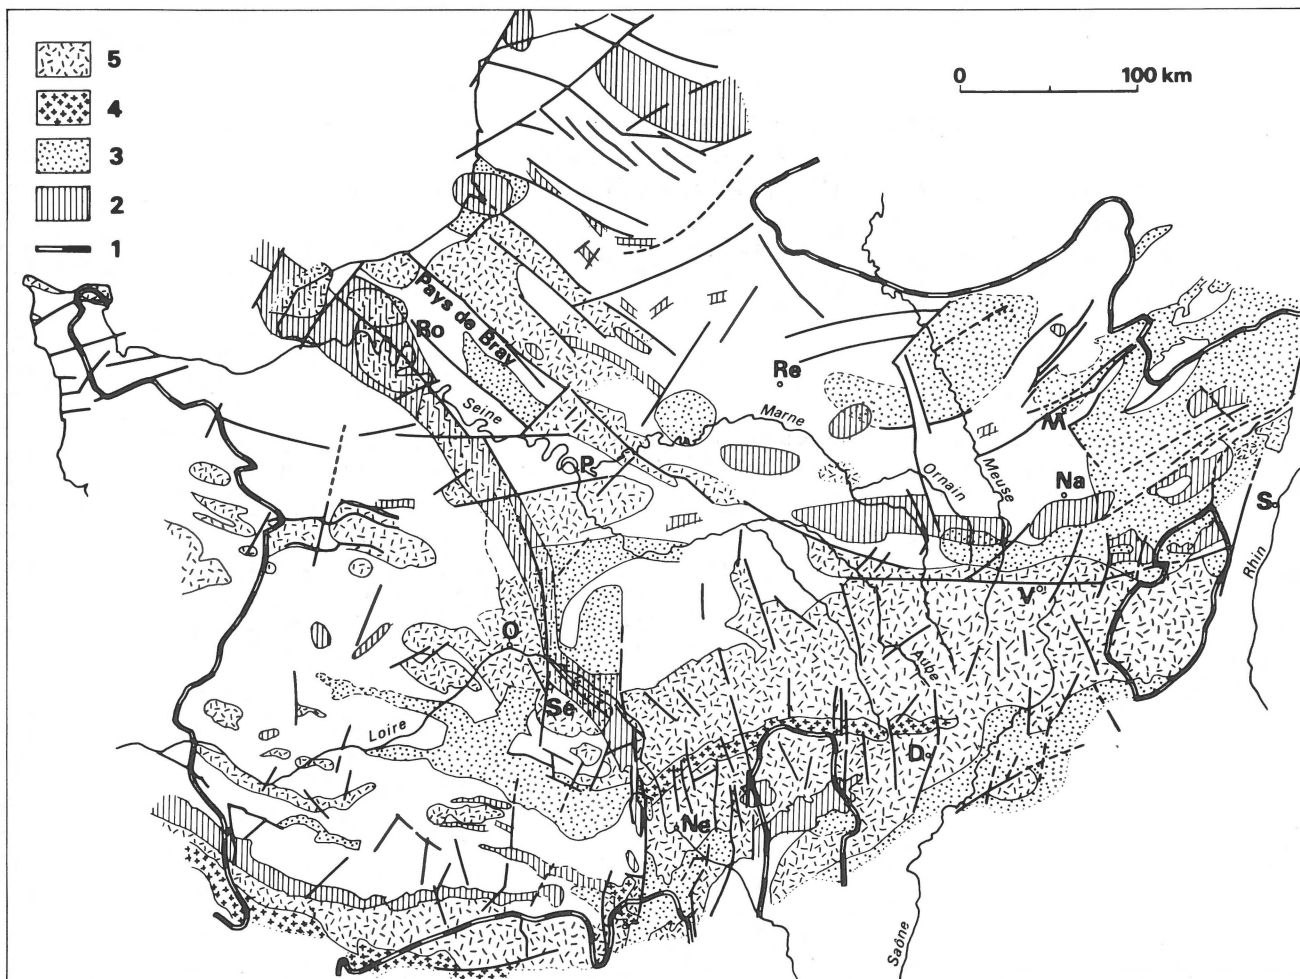 5
4
3
2
1
0 100 km
Pays de Bray
Ro
Re
Seine
Marne
M
P
Ornain
Meuse
Na
S
Rhin
V
O
Aube
Se
Loire
D
Ne
Saône